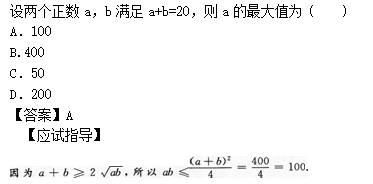 设两个正数 a，b 满足 a+b=20，则 a 的最大值为（　　）
A．100
B.400
C．50
D．200
【答案】A
【应试指导】
因为 a + b ⩾ 2 √ab，所以 ab ⩽ (a + b)²/4 = 400/4 = 100.